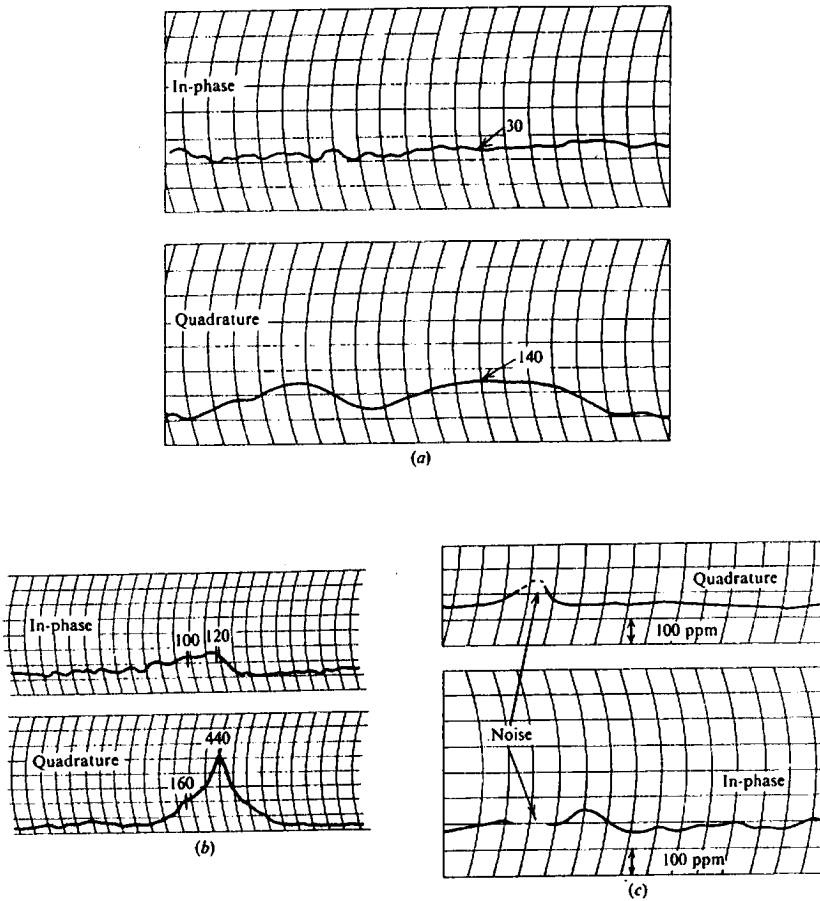 In-phase
30
Quadrature
140
(a)
In-phase
100 120
Quadrature
440
160
(b)
Quadrature
100 ppm
Noise
In-phase
100 ppm
(c)